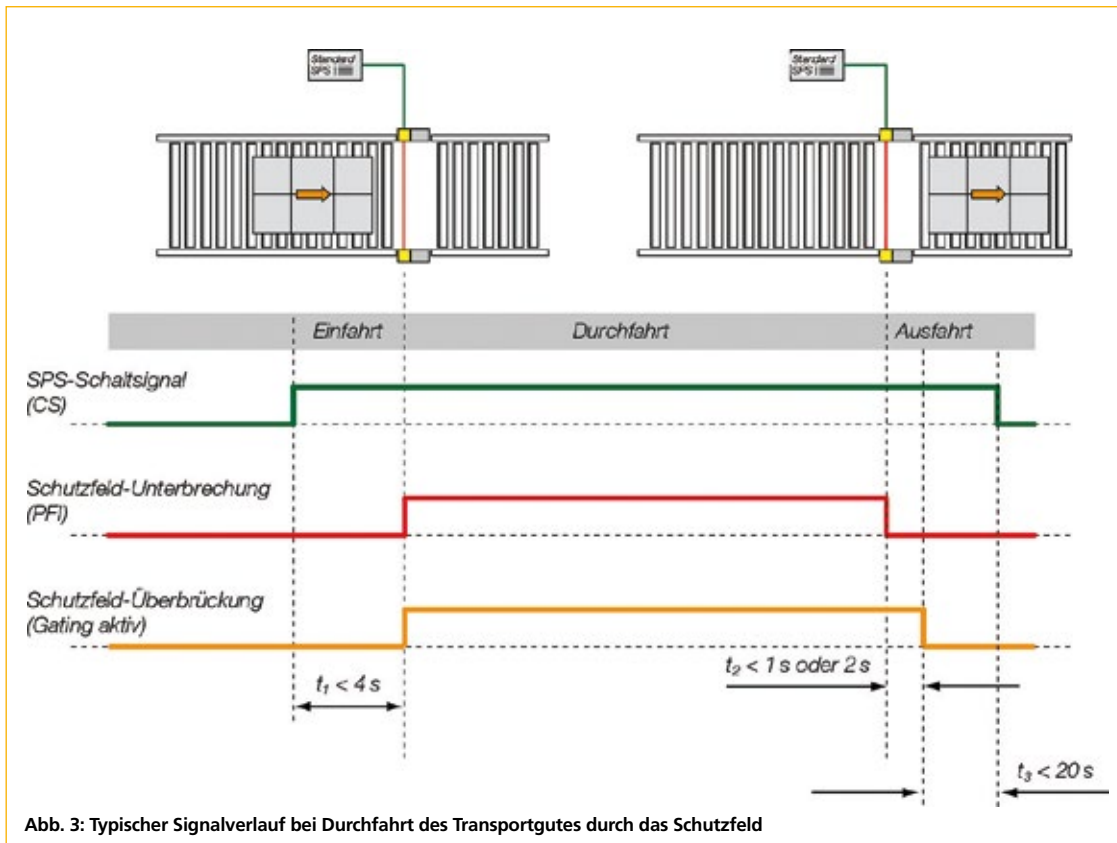 Standard
SPS
Standard
SPS
Einfahrt
Durchfahrt
Ausfahrt
SPS-Schaltsignal
(CS)
Schutzfeld-Unterbrechung
(PFI)
Schutzfeld-Überbrückung
(Gating aktiv)
t₁ < 4 s
t₂ < 1 s oder 2 s
t₃ < 20 s
Abb. 3: Typischer Signalverlauf bei Durchfahrt des Transportgutes durch das Schutzfeld